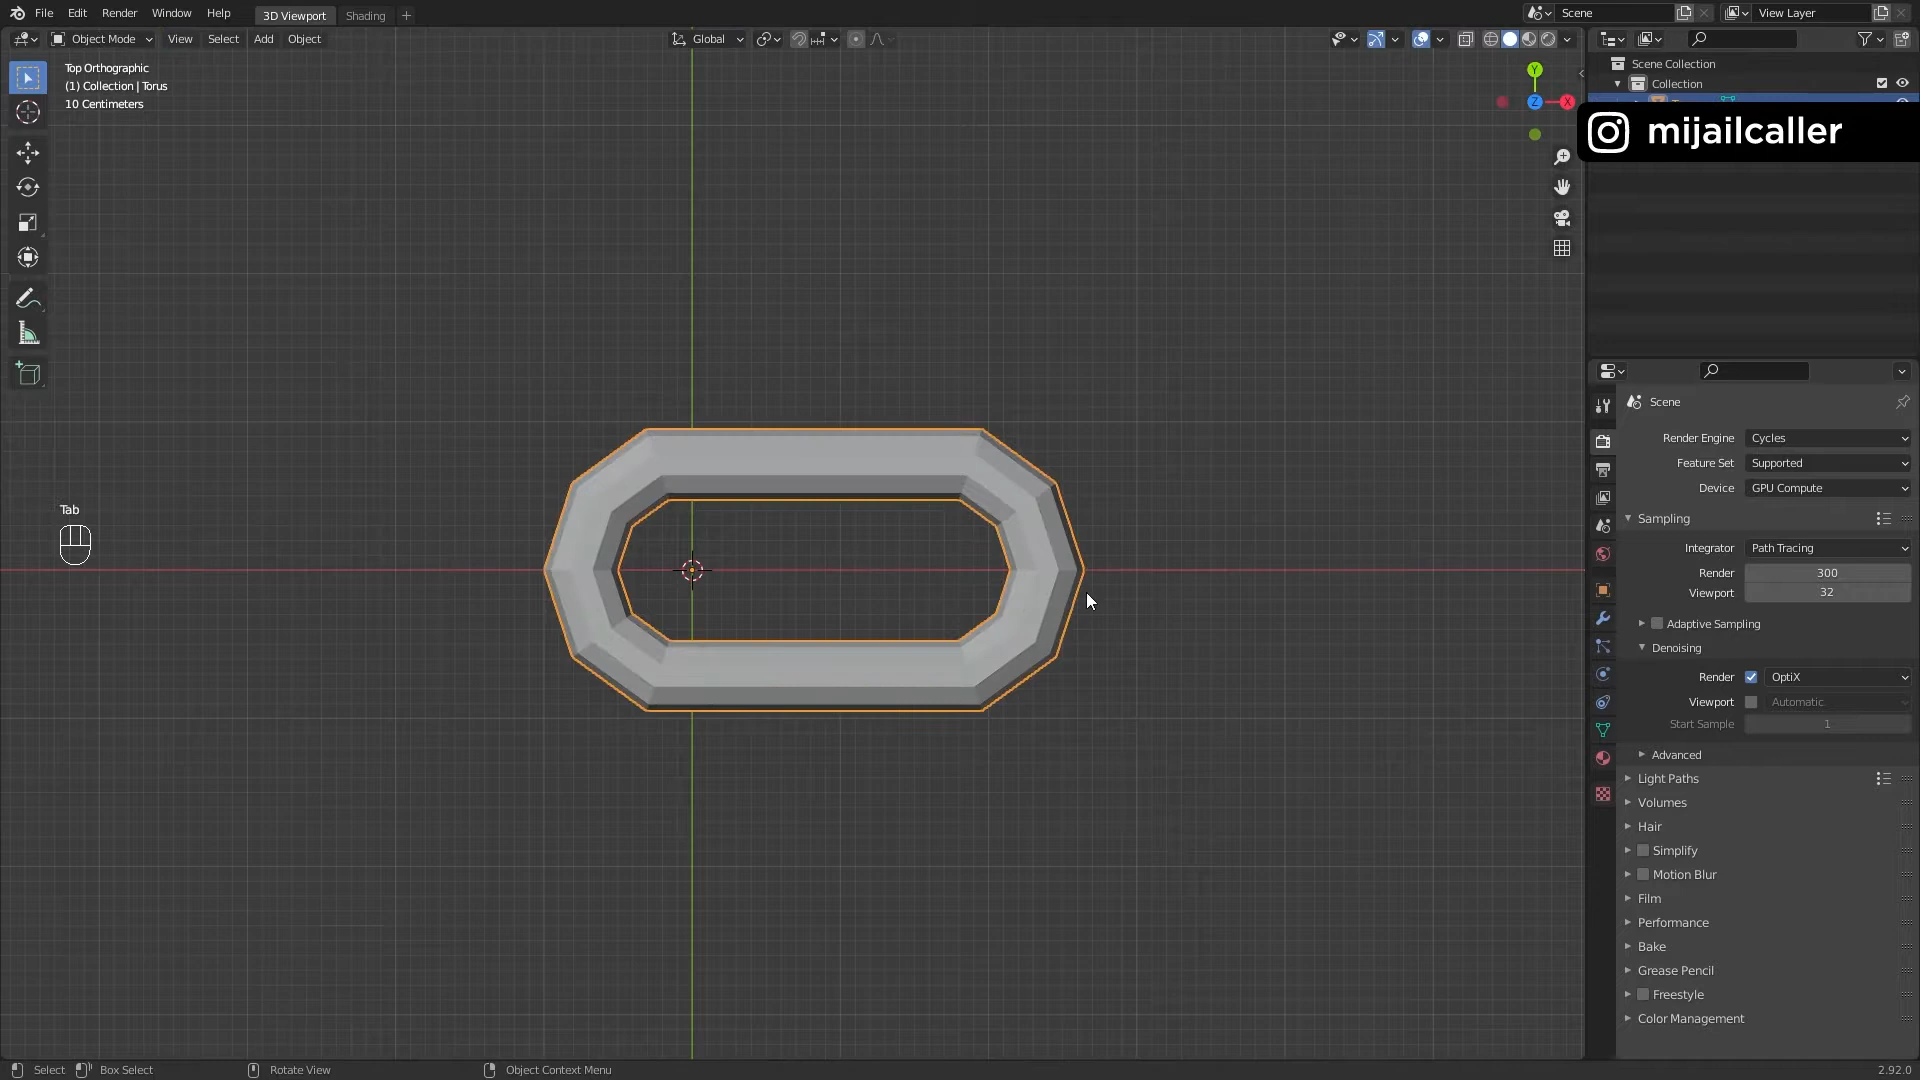 File Edit Render Window Help 3D Viewport Shading + Scene View Layer
Object Mode View Select Add Object Global
Top Orthographic
(1) Collection | Torus
10 Centimeters
Y
Z
X
Scene Collection
Collection
mijailcaller
Tab
Scene
Render Engine Cycles
Feature Set Supported
Device GPU Compute
Sampling
Integrator Path Tracing
Render 300
Viewport 32
Adaptive Sampling
Denoising
Render OptiX
Viewport Automatic
Start Sample 1
Advanced
Light Paths
Volumes
Hair
Simplify
Motion Blur
Film
Performance
Bake
Grease Pencil
Freestyle
Color Management
Select Box Select Rotate View Object Context Menu 2.92.0